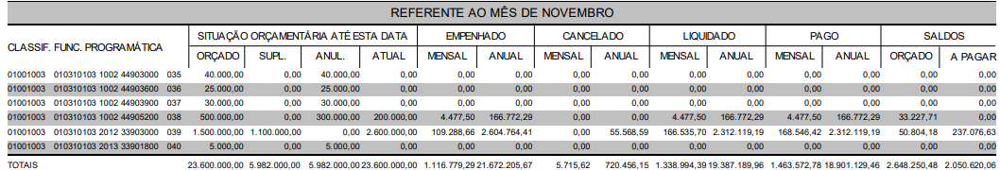 REFERENTE AO MÊS DE NOVEMBRO
CLASSIF. FUNC. PROGRAMÁTICA SITUAÇÃO ORÇAMENTÁRIA ATÉ ESTA DATA EMPENHADO CANCELADO LIQUIDADO PAGO SALDOS
ORÇADO SUPL. ANUL. ATUAL MENSAL ANUAL MENSAL ANUAL MENSAL ANUAL MENSAL ANUAL ORÇADO A PAGAR
01001003 010310103 1002 44903000 035 40.000,00 0,00 40.000,00 0,00 0,00 0,00 0,00 0,00 0,00 0,00 0,00 0,00 0,00 0,00
01001003 010310103 1002 44903600 036 25.000,00 0,00 25.000,00 0,00 0,00 0,00 0,00 0,00 0,00 0,00 0,00 0,00 0,00 0,00
01001003 010310103 1002 44903900 037 30.000,00 0,00 30.000,00 0,00 0,00 0,00 0,00 0,00 0,00 0,00 0,00 0,00 0,00 0,00
01001003 010310103 1002 44905200 038 500.000,00 0,00 300.000,00 200.000,00 4.477,50 166.772,29 0,00 0,00 4.477,50 166.772,29 4.477,50 166.772,29 33.227,71 0,00
01001003 010310103 2012 33903000 039 1.500.000,00 1.100.000,00 0,00 2.600.000,00 109.288,66 2.604.764,41 0,00 55.568,59 166.535,70 2.312.119,19 168.546,42 2.312.119,19 50.804,18 237.076,63
01001003 010310103 2013 33901800 040 5.000,00 0,00 5.000,00 0,00 0,00 0,00 0,00 0,00 0,00 0,00 0,00 0,00 0,00 0,00
TOTAIS 23.600.000,00 5.982.000,00 5.982.000,00 23.600.000,00 1.116.779,29 21.672.205,67 5.715,62 720.456,15 1.338.994,39 19.387.189,96 1.463.572,78 18.901.129,46 2.648.250,48 2.050.620,06